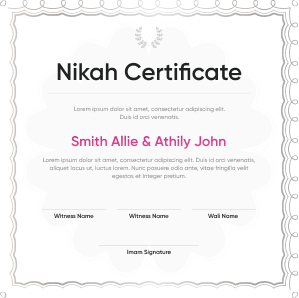 Nikah Certificate
Lorem ipsum dolor sit amet, consectetur adipiscing elit.
Duis id orci venenatis.
Smith Allie & Athily John
Lorem ipsum dolor sit amet, consectetur adipiscing elit. Duis id orci venenatis,
aliquet lacus ut, luctus lorem. Nunc posuere odio ante, vitae tringilla velit
egestas et Integer pretium.
Witness Name Witness Name Wali Name
Imam Signature